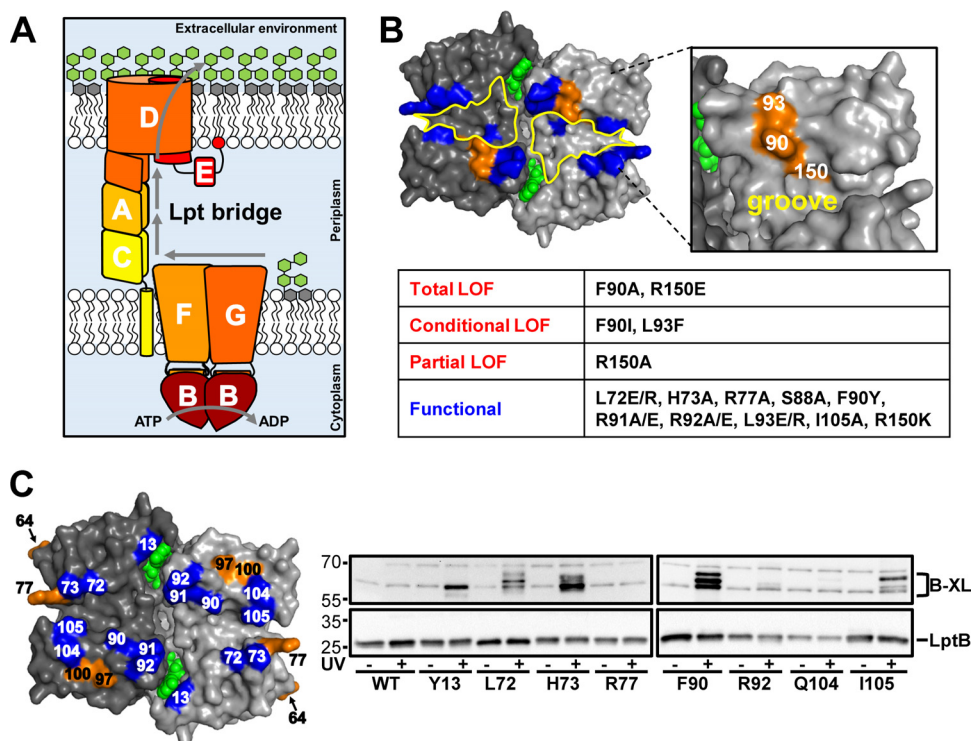 A
Extracellular environment
D
E
A
Lpt bridge
C
F
G
B
B
ATP
ADP
Periplasm
Cytoplasm
B
93
90
150
groove
Total LOF
F90A, R150E
Conditional LOF
F90I, L93F
Partial LOF
R150A
Functional
L72E/R, H73A, R77A, S88A, F90Y,
R91A/E, R92A/E, L93E/R, I105A, R150K
C
64
13
97
100
77
73
72
92
91
90
104
105
105
104
90
91
92
100
97
72
73
77
13
64
70
55
35
25
B-XL
LptB
UV
- + - + - + - + - + - + - + - + - +
WT
Y13
L72
H73
R77
F90
R92
Q104
I105